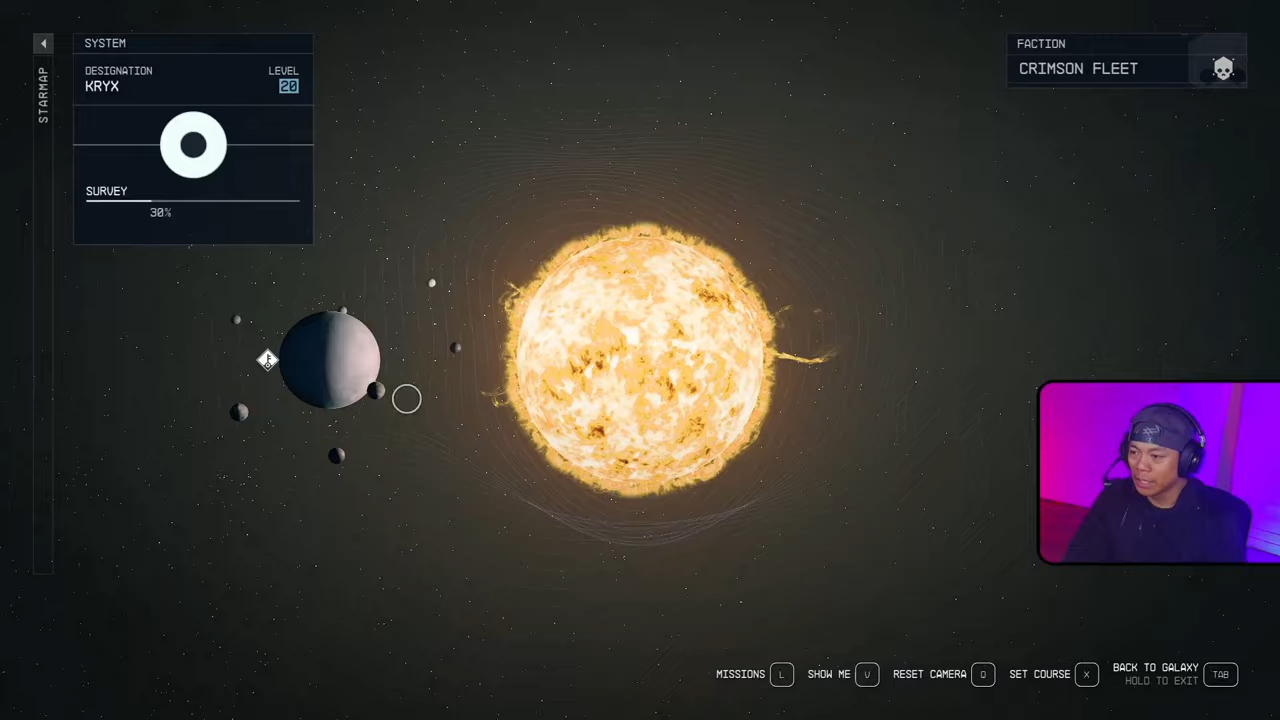 STARMAP
SYSTEM
DESIGNATION LEVEL
KRYX 20
SURVEY
30%
FACTION
CRIMSON FLEET
MISSIONS L SHOW ME V RESET CAMERA Q SET COURSE X BACK TO GALAXY TAB
HOLD TO EXIT